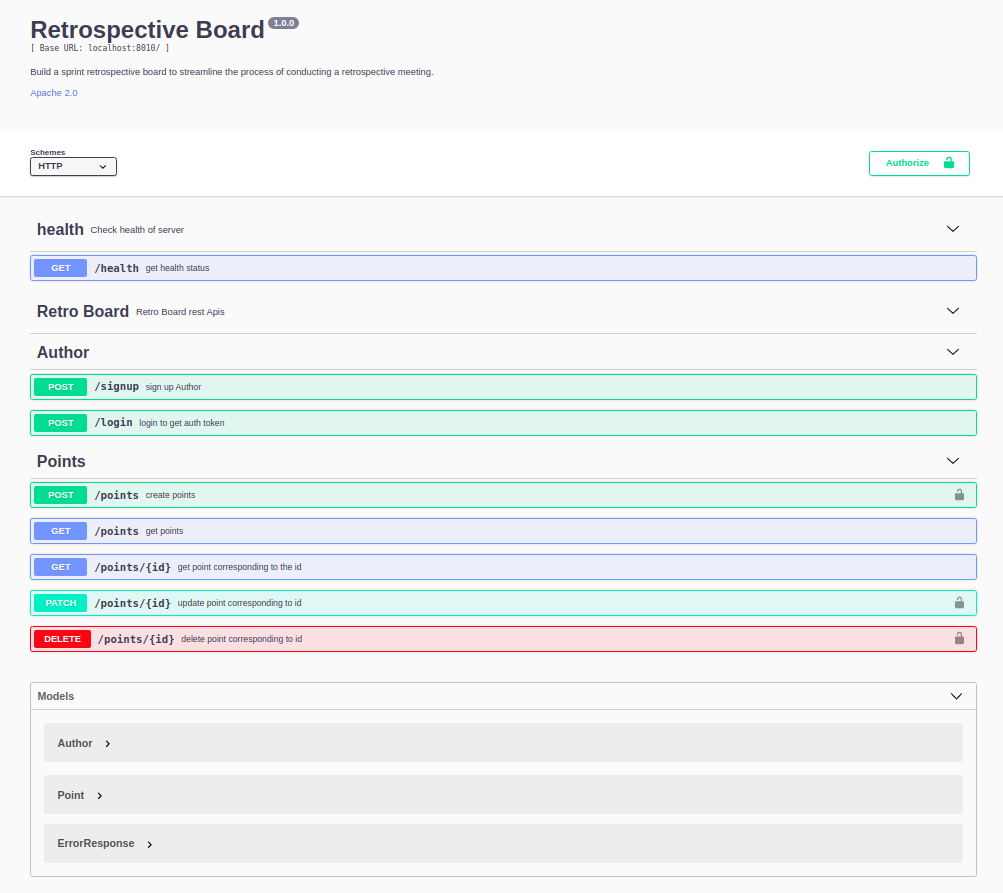 Retrospective Board 1.0.0
[ Base URL: localhost:8010/ ]
Build a sprint retrospective board to streamline the process of conducting a retrospective meeting.
Apache 2.0
Schemes
HTTP
Authorize
health Check health of server
GET /health get health status
Retro Board Retro Board rest Apis
Author
POST /signup sign up Author
POST /login login to get auth token
Points
POST /points create points
GET /points get points
GET /points/{id} get point corresponding to the id
PATCH /points/{id} update point corresponding to id
DELETE /points/{id} delete point corresponding to id
Models
Author
Point
ErrorResponse